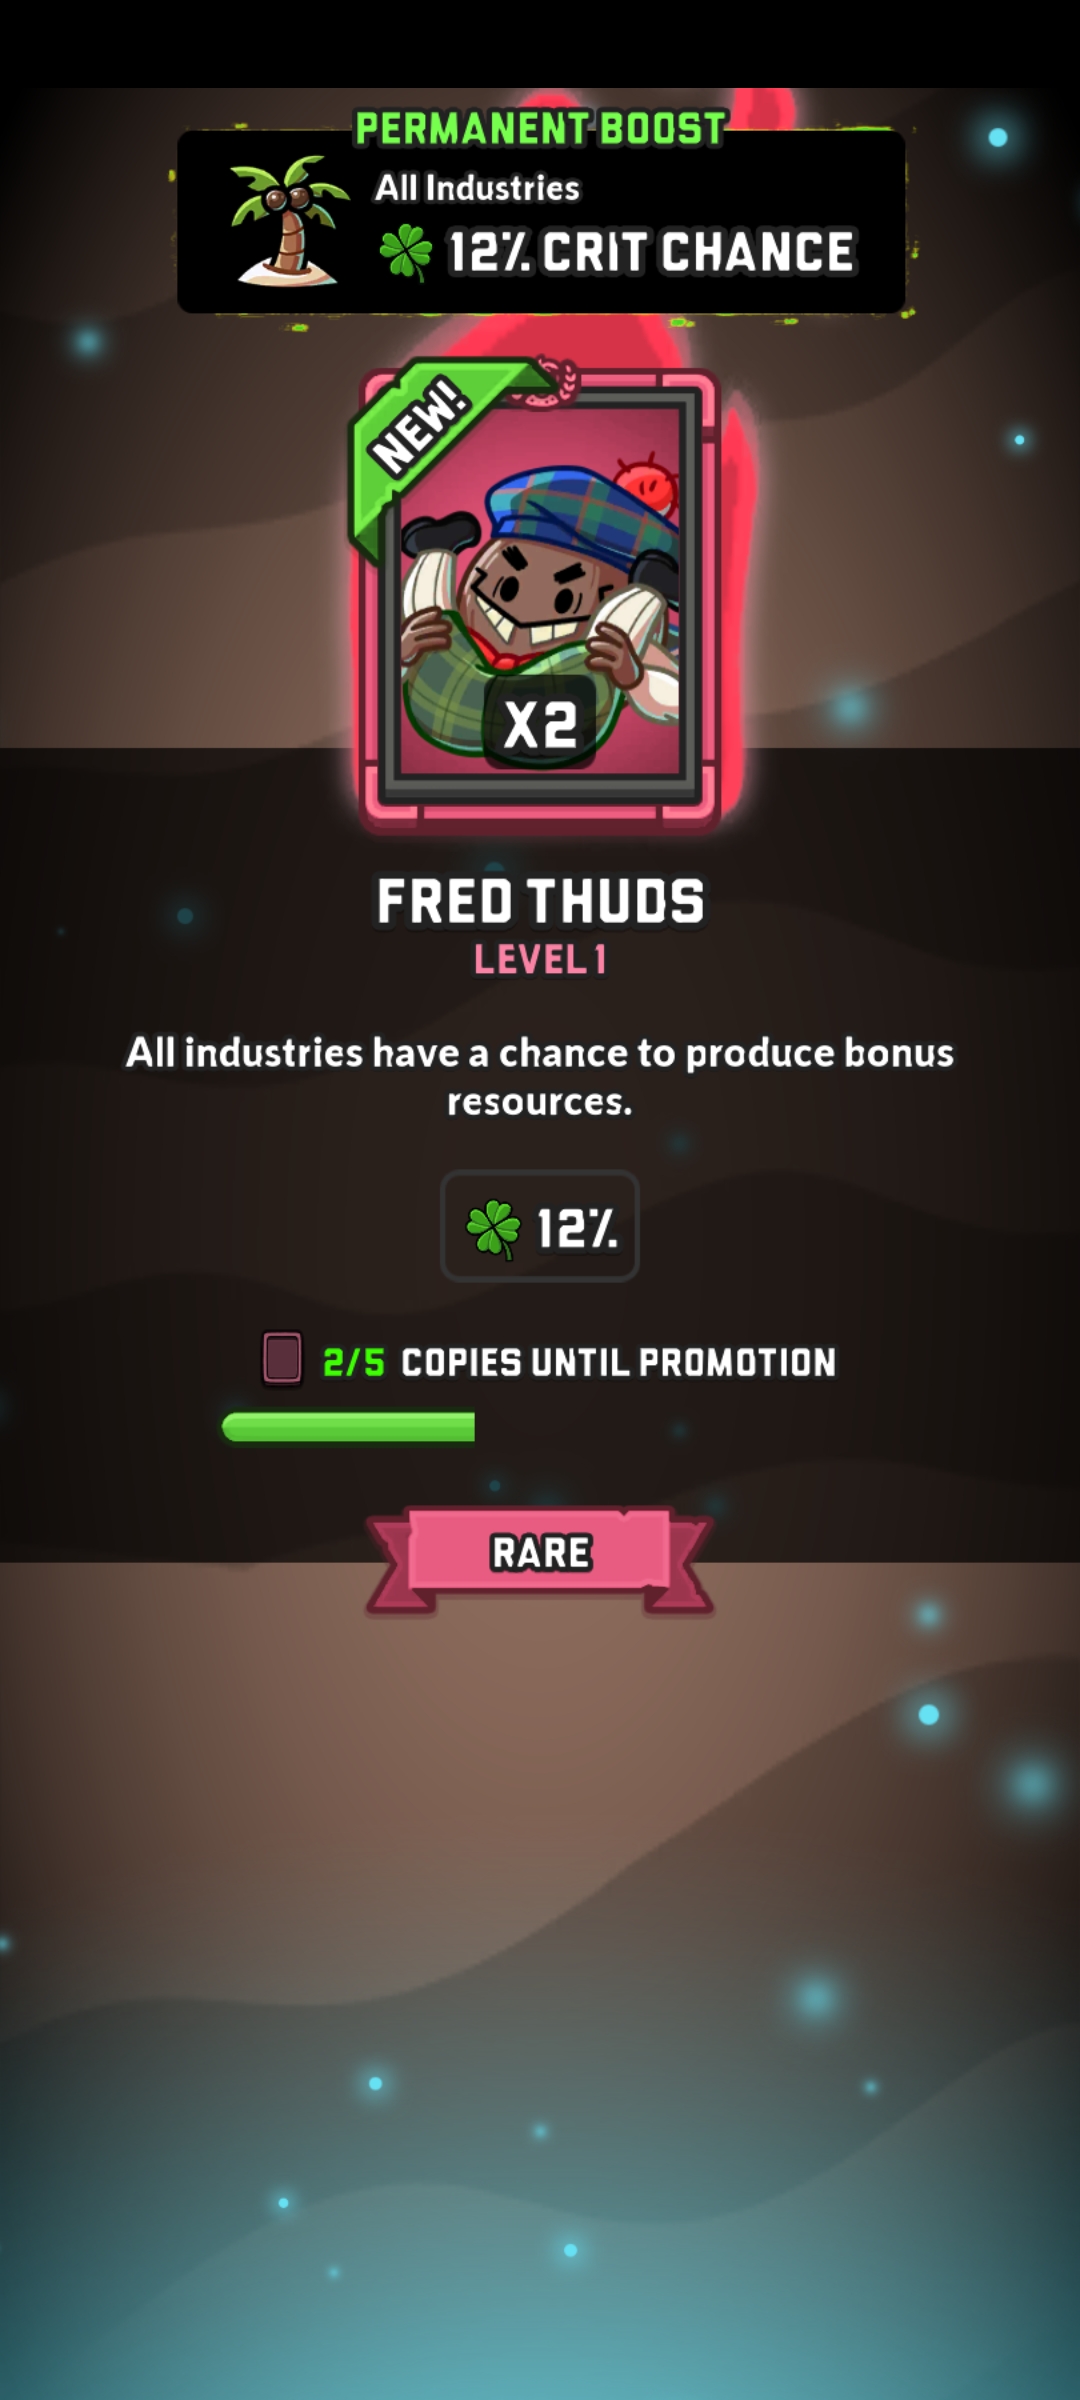 PERMANENT BOOST
All Industries
12% CRIT CHANCE
NEW!
X2
FRED THUDS
LEVEL 1
All industries have a chance to produce bonus
resources.
12%
2/5 COPIES UNTIL PROMOTION
RARE